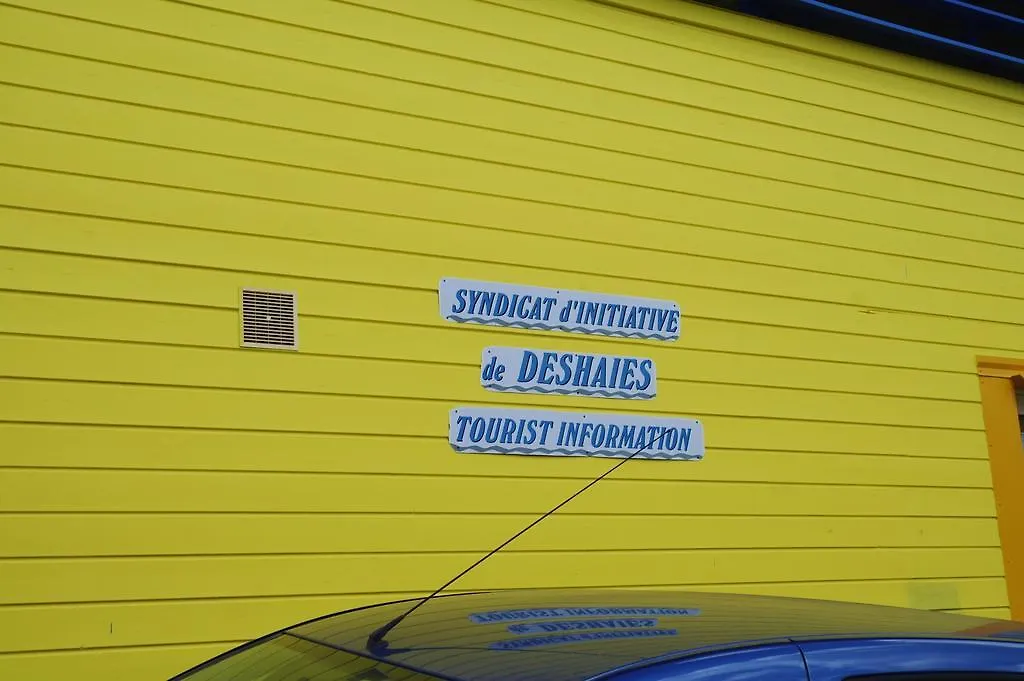 SYNDICAT d'INITIATIVE
de DESHAIES
TOURIST INFORMATION